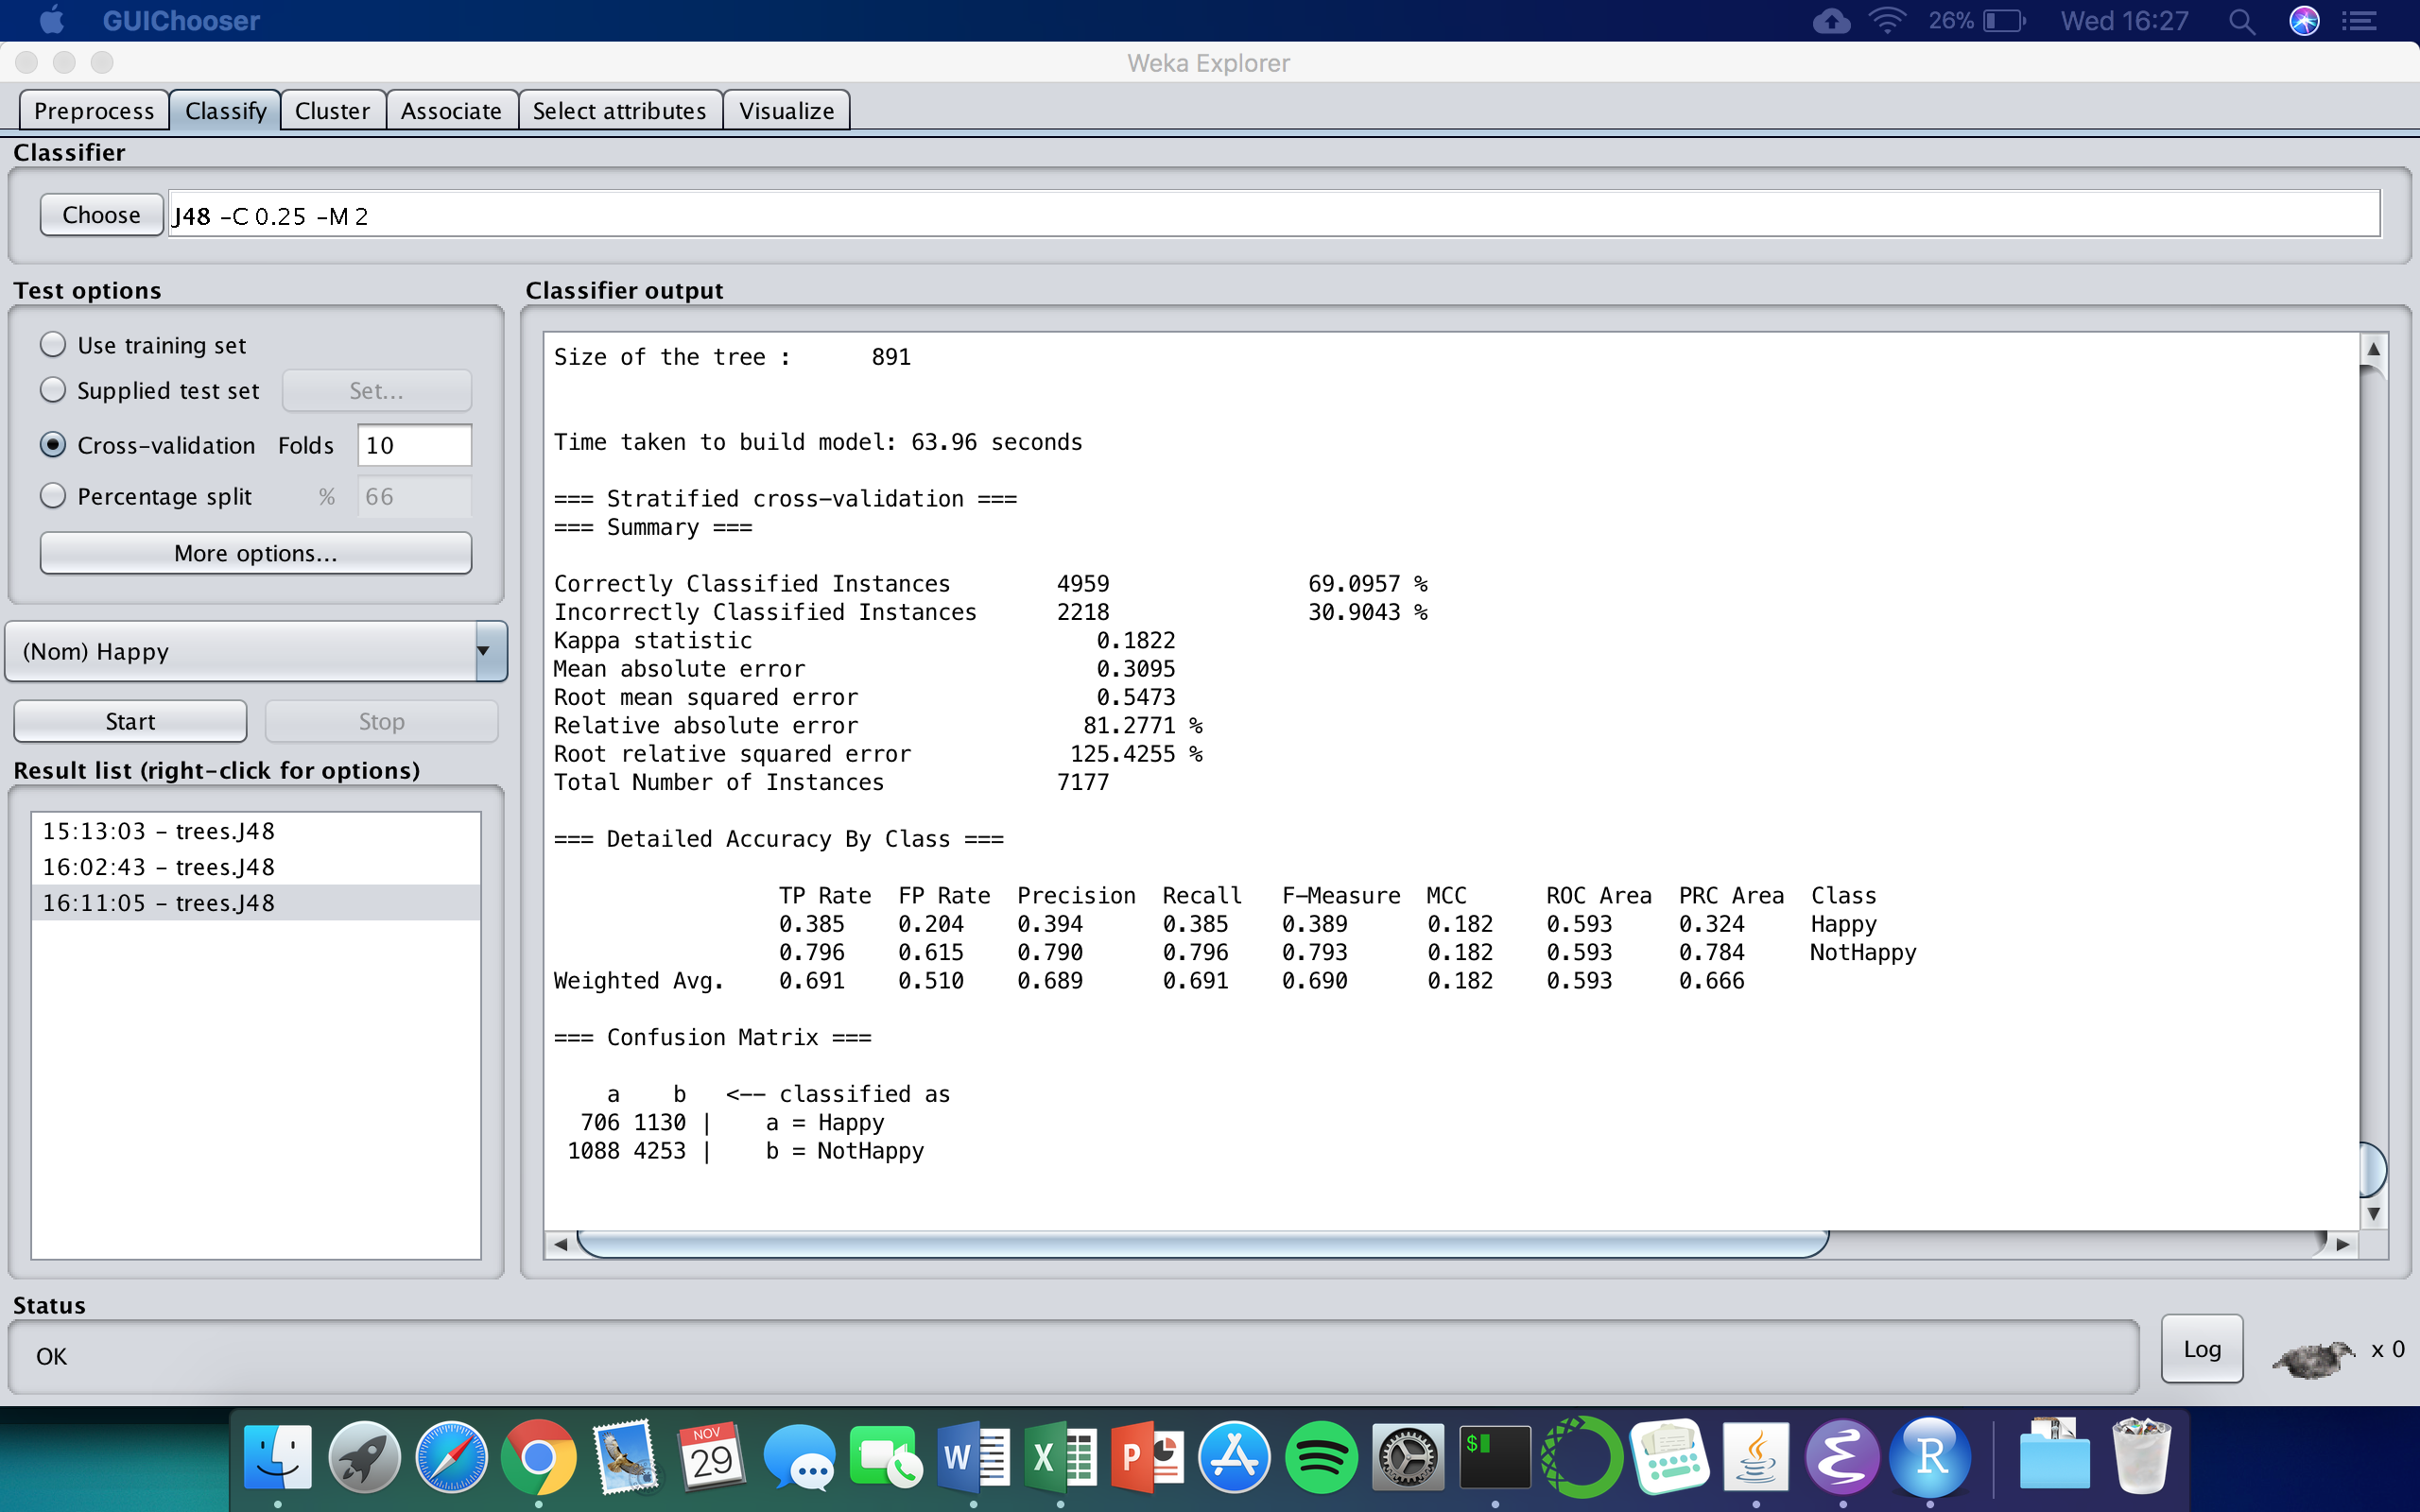 GUIChooser 26% Wed 16:27
Weka Explorer
Preprocess Classify Cluster Associate Select attributes Visualize
Classifier
Choose J48 -C 0.25 -M 2
Test options
Use training set
Supplied test set Set...
Cross-validation Folds 10
Percentage split % 66
More options...
(Nom) Happy
Start Stop
Result list (right-click for options)
15:13:03 - trees.J48
16:02:43 - trees.J48
16:11:05 - trees.J48
Classifier output
Size of the tree : 891
Time taken to build model: 63.96 seconds
=== Stratified cross-validation ===
=== Summary ===
Correctly Classified Instances 4959 69.0957 %
Incorrectly Classified Instances 2218 30.9043 %
Kappa statistic 0.1822
Mean absolute error 0.3095
Root mean squared error 0.5473
Relative absolute error 81.2771 %
Root relative squared error 125.4255 %
Total Number of Instances 7177
=== Detailed Accuracy By Class ===
TP Rate FP Rate Precision Recall F-Measure MCC ROC Area PRC Area Class
0.385 0.204 0.394 0.385 0.389 0.182 0.593 0.324 Happy
0.796 0.615 0.790 0.796 0.793 0.182 0.593 0.784 NotHappy
Weighted Avg. 0.691 0.510 0.689 0.691 0.690 0.182 0.593 0.666
=== Confusion Matrix ===
a b <-- classified as
706 1130 | a = Happy
1088 4253 | b = NotHappy
Status
OK
Log x 0
NOV
29
W X P $ R